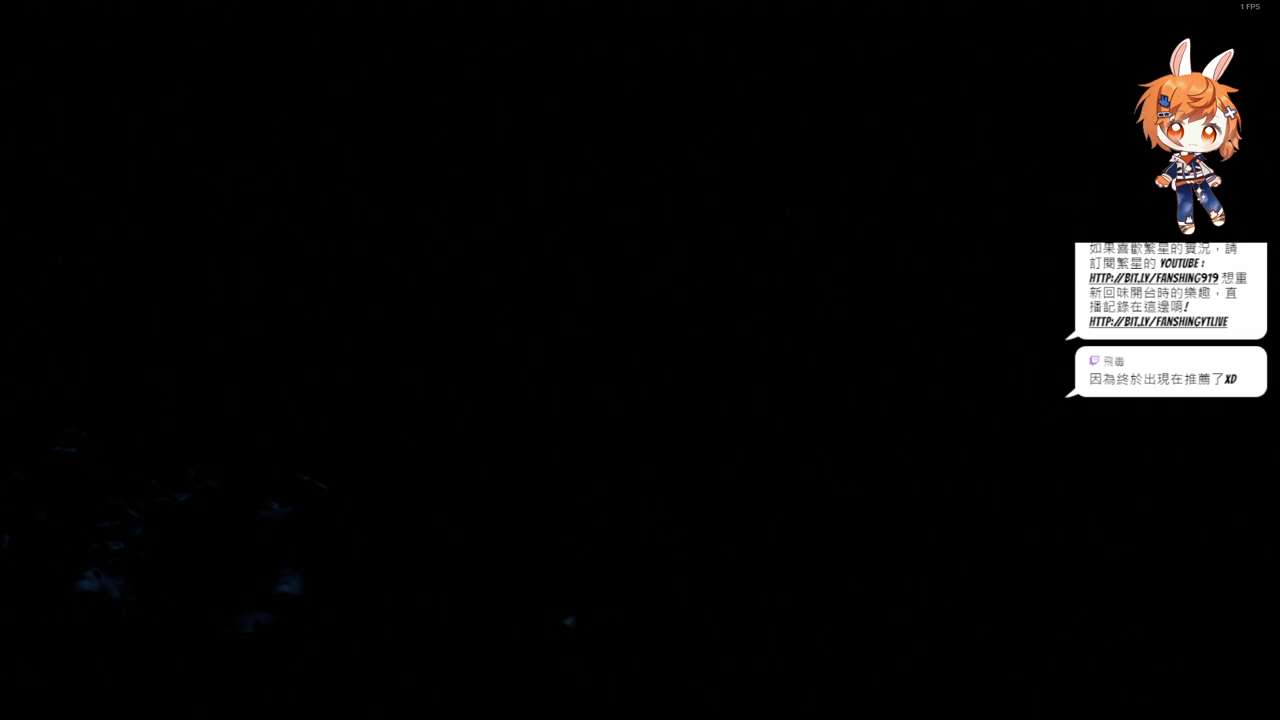 1 FPS
如果喜歡繁星的實況，請
訂閱繁星的 YOUTUBE :
HTTP://BIT.LY/FANSHING919 想重
新回味開台時的樂趣，直
播記錄在這邊唷!
HTTP://BIT.LY/FANSHINGYTLIVE
飛毒
因為終於出現在推薦了XD